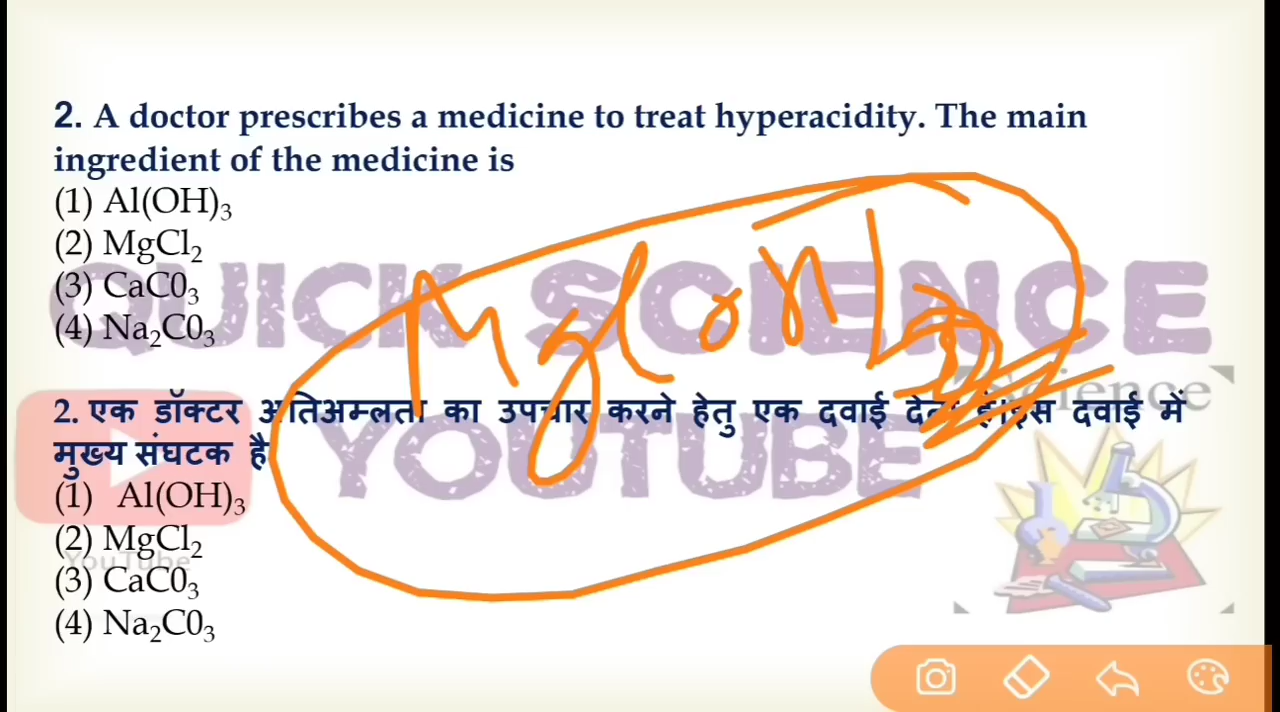 2. A doctor prescribes a medicine to treat hyperacidity. The main
ingredient of the medicine is
(1) Al(OH)₃
(2) MgCl₂
(3) CaC0₃
(4) Na₂C0₃
QUICK SCIENCE
Mg(OH)₂
Science
2. एक डॉक्टर अतिअम्लता का उपचार करने हेतु एक दवाई देता है।इस दवाई में
मुख्य संघटक है
YOUTUBE
(1) Al(OH)₃
(2) MgCl₂
YouTube
(3) CaC0₃
(4) Na₂C0₃